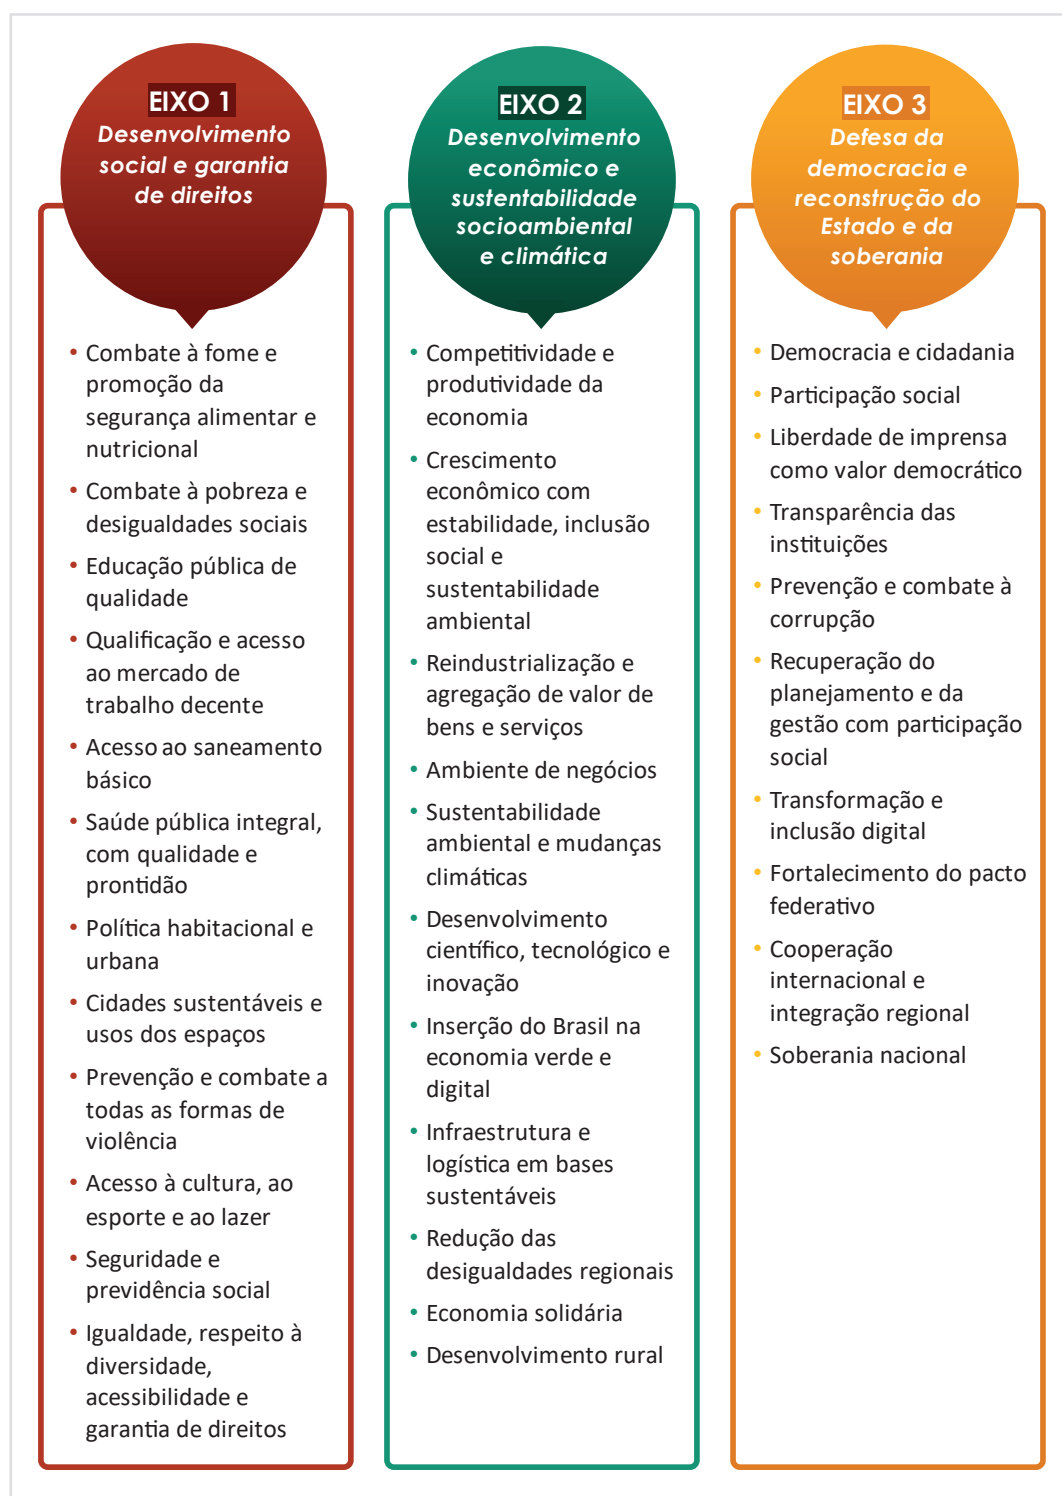 EIXO 1
Desenvolvimento
social e garantia
de direitos
• Combate à fome e
promoção da
segurança alimentar e
nutricional
• Combate à pobreza e
desigualdades sociais
• Educação pública de
qualidade
• Qualificação e acesso
ao mercado de
trabalho decente
• Acesso ao saneamento
básico
• Saúde pública integral,
com qualidade e
prontidão
• Política habitacional e
urbana
• Cidades sustentáveis e
usos dos espaços
• Prevenção e combate a
todas as formas de
violência
• Acesso à cultura, ao
esporte e ao lazer
• Seguridade e
previdência social
• Igualdade, respeito à
diversidade,
acessibilidade e
garantia de direitos
EIXO 2
Desenvolvimento
econômico e
sustentabilidade
socioambiental
e climática
• Competitividade e
produtividade da
economia
• Crescimento
econômico com
estabilidade, inclusão
social e
sustentabilidade
ambiental
• Reindustrialização e
agregação de valor de
bens e serviços
• Ambiente de negócios
• Sustentabilidade
ambiental e mudanças
climáticas
• Desenvolvimento
científico, tecnológico e
inovação
• Inserção do Brasil na
economia verde e
digital
• Infraestrutura e
logística em bases
sustentáveis
• Redução das
desigualdades regionais
• Economia solidária
• Desenvolvimento rural
EIXO 3
Defesa da
democracia e
reconstrução do
Estado e da
soberania
• Democracia e cidadania
• Participação social
• Liberdade de imprensa
como valor democrático
• Transparência das
instituições
• Prevenção e combate à
corrupção
• Recuperação do
planejamento e da
gestão com participação
social
• Transformação e
inclusão digital
• Fortalecimento do pacto
federativo
• Cooperação
internacional e
integração regional
• Soberania nacional